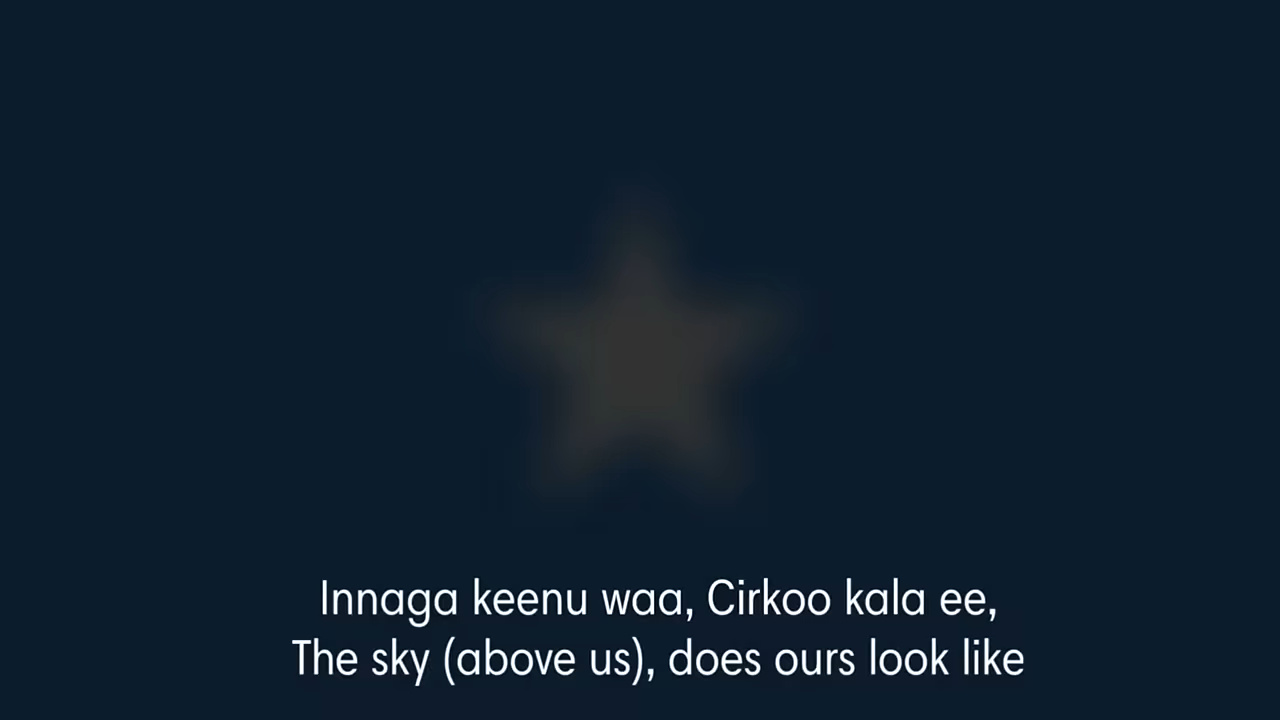 Innaga keenu waa, Cirkoo kala ee,
The sky (above us), does ours look like